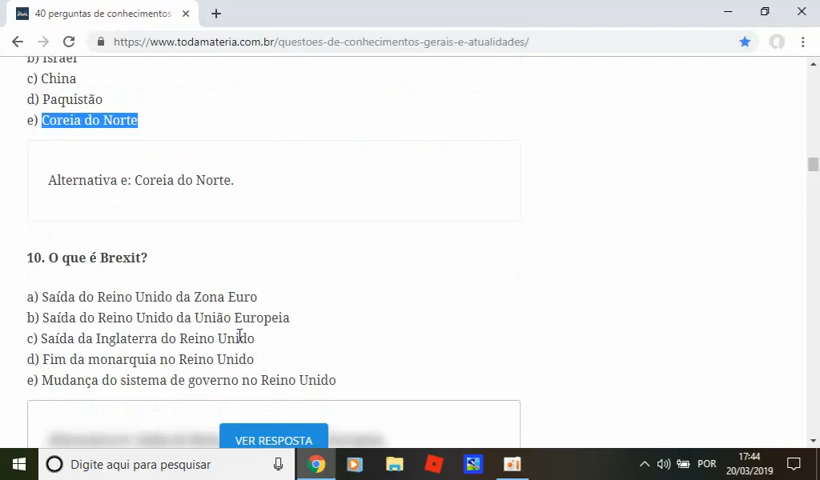 40 perguntas de conhecimentos
https://www.todamateria.com.br/questoes-de-conhecimentos-gerais-e-atualidades/
b) Israel
c) China
d) Paquistão
e) Coreia do Norte
Alternativa e: Coreia do Norte.
10. O que é Brexit?
a) Saída do Reino Unido da Zona Euro
b) Saída do Reino Unido da União Europeia
c) Saída da Inglaterra do Reino Unido
d) Fim da monarquia no Reino Unido
e) Mudança do sistema de governo no Reino Unido
VER RESPOSTA
Digite aqui para pesquisar
POR
17:44
20/03/2019